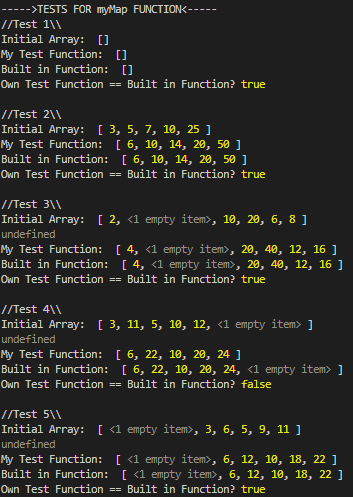 ----->TESTS FOR myMap FUNCTION<-----
//Test 1\\
Initial Array:  []
My Test Function:  []
Built in Function:  []
Own Test Function == Built in Function? true
//Test 2\\
Initial Array:  [ 3, 5, 7, 10, 25 ]
My Test Function:  [ 6, 10, 14, 20, 50 ]
Built in Function:  [ 6, 10, 14, 20, 50 ]
Own Test Function == Built in Function? true
//Test 3\\
Initial Array:  [ 2, <1 empty item>, 10, 20, 6, 8 ]
undefined
My Test Function:  [ 4, <1 empty item>, 20, 40, 12, 16 ]
Built in Function:  [ 4, <1 empty item>, 20, 40, 12, 16 ]
Own Test Function == Built in Function? true
//Test 4\\
Initial Array:  [ 3, 11, 5, 10, 12, <1 empty item> ]
undefined
My Test Function:  [ 6, 22, 10, 20, 24 ]
Built in Function:  [ 6, 22, 10, 20, 24, <1 empty item> ]
Own Test Function == Built in Function? false
//Test 5\\
Initial Array:  [ <1 empty item>, 3, 6, 5, 9, 11 ]
undefined
My Test Function:  [ <1 empty item>, 6, 12, 10, 18, 22 ]
Built in Function:  [ <1 empty item>, 6, 12, 10, 18, 22 ]
Own Test Function == Built in Function? true